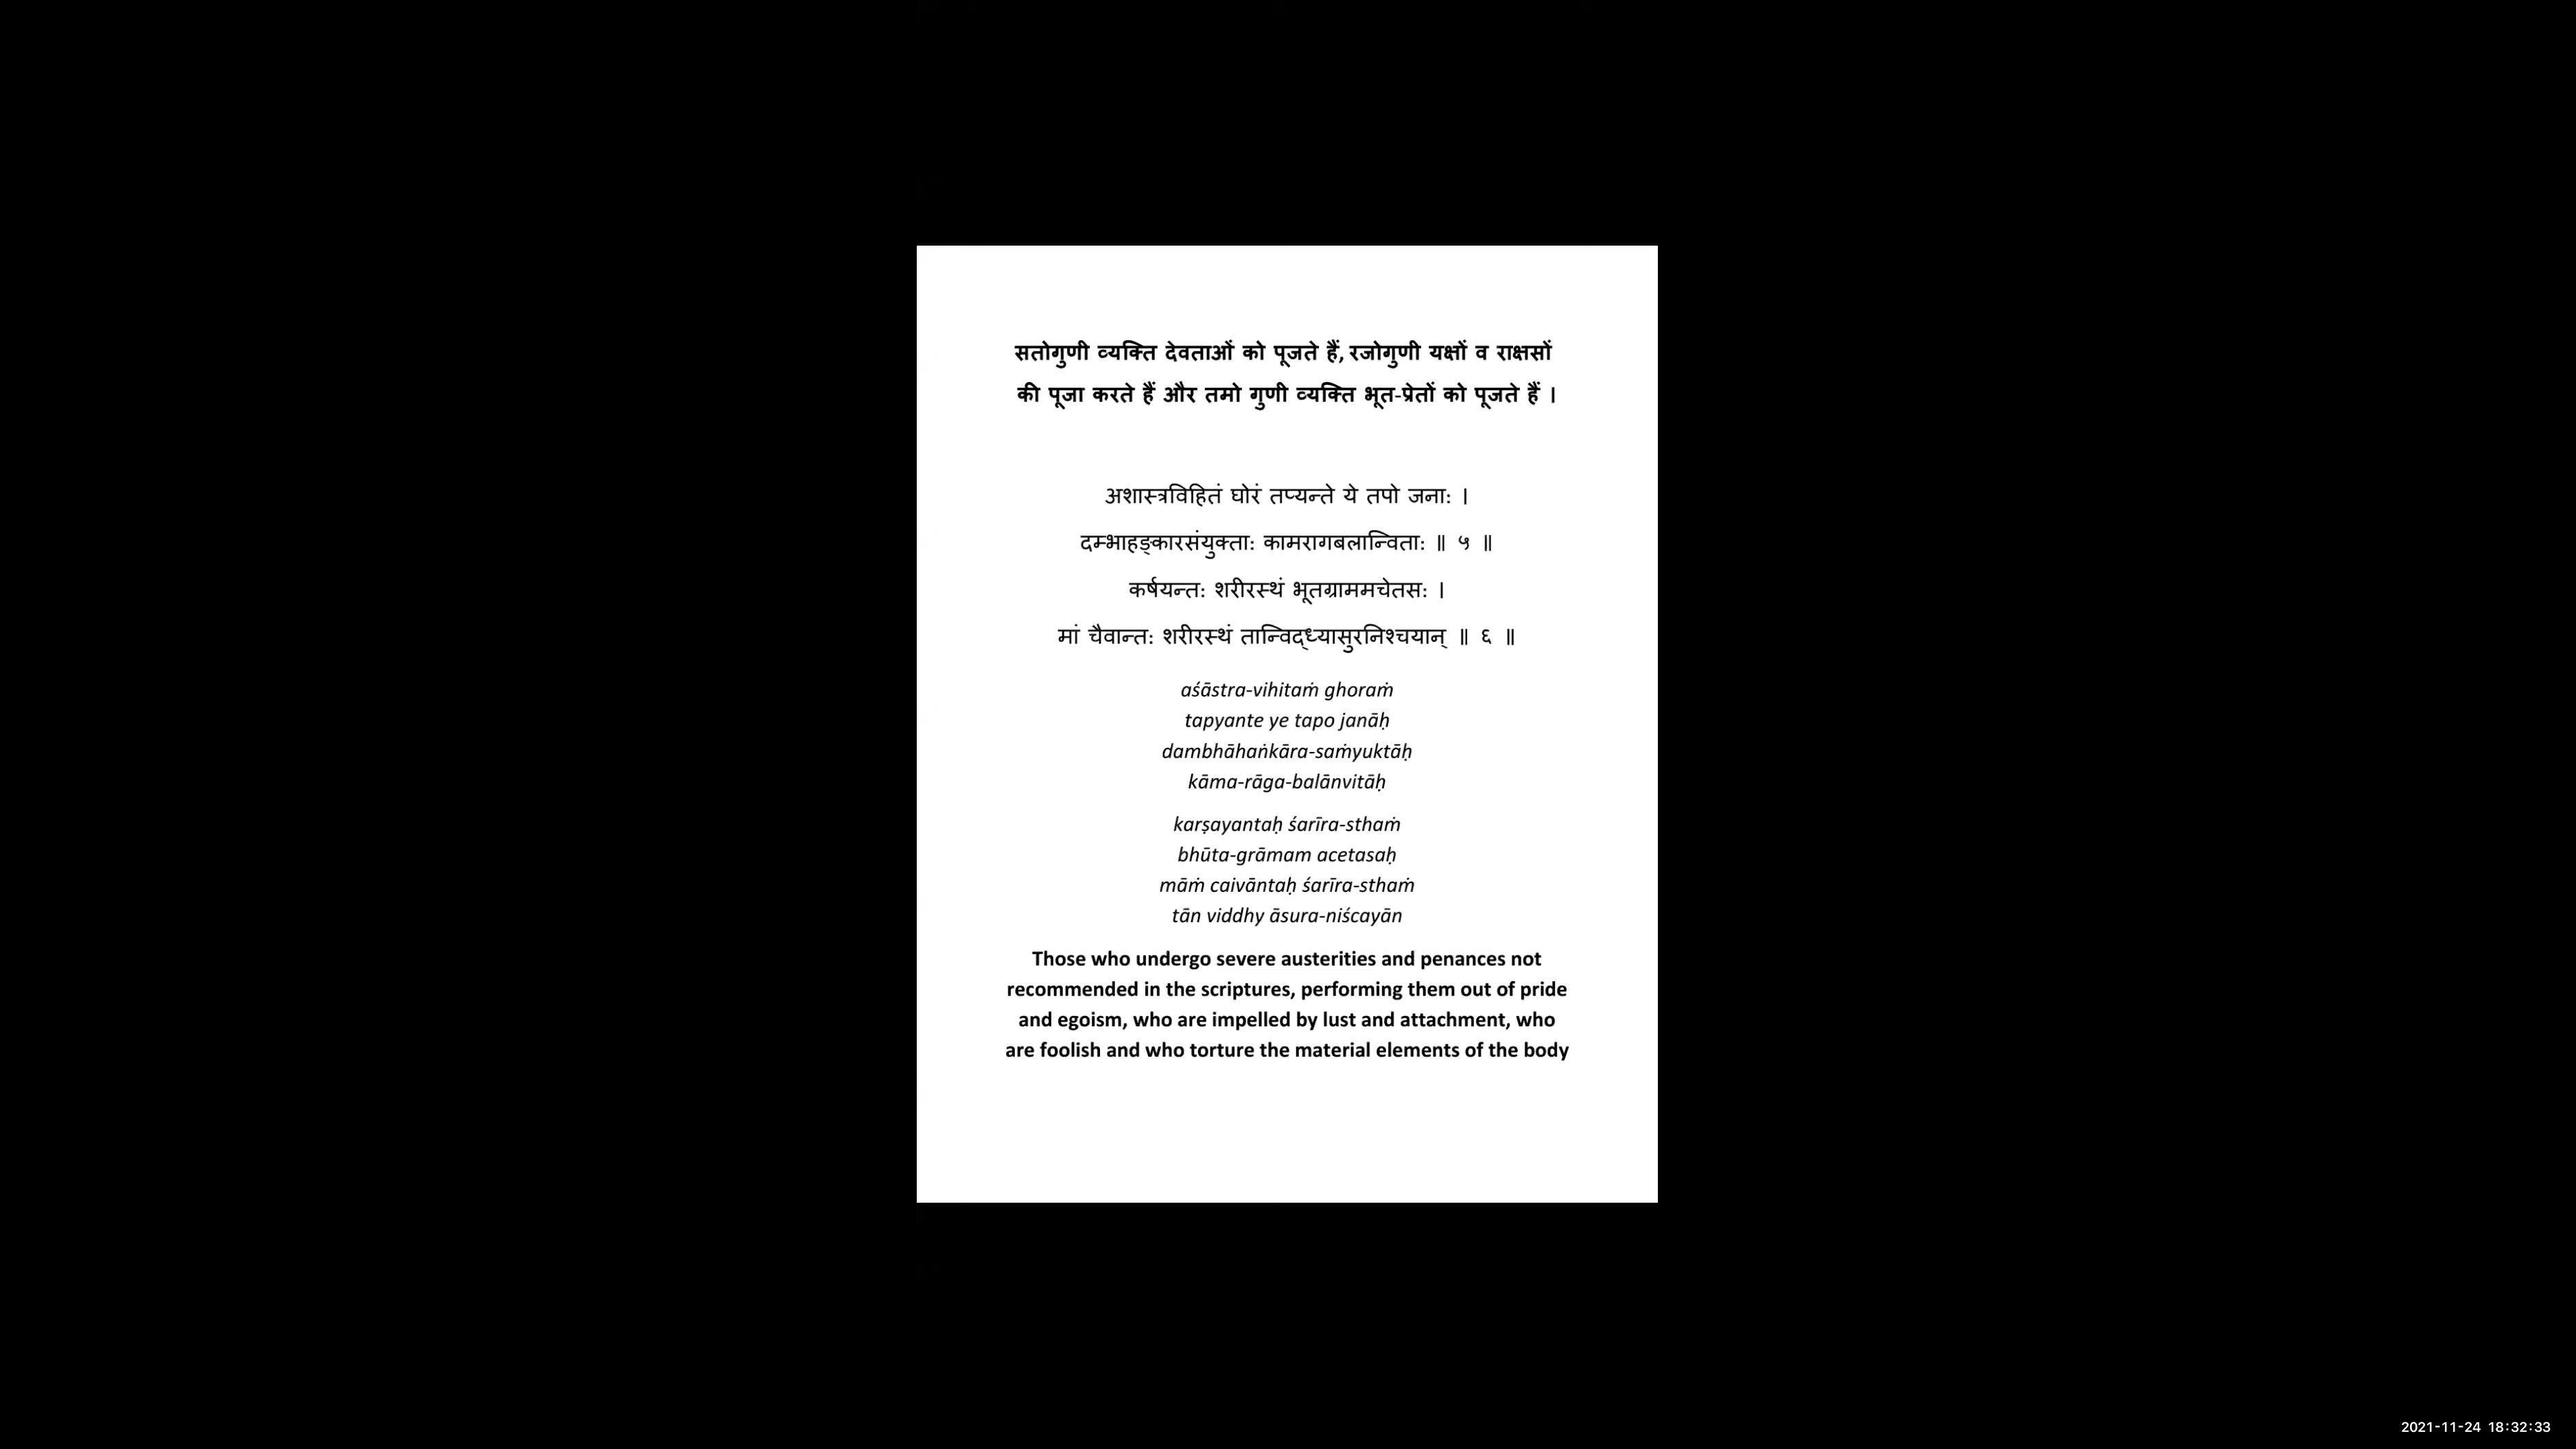 सतोगुणी व्यक्ति देवताओं को पूजते हैं, रजोगुणी यक्षों व राक्षसों
की पूजा करते हैं और तमो गुणी व्यक्ति भूत-प्रेतों को पूजते हैं ।
अशास्त्रविहितं घोरं तप्यन्ते ये तपो जनाः ।
दम्भाहङ्कारसंयुक्ताः कामरागबलान्विताः ॥ ५ ॥
कर्षयन्तः शरीरस्थं भूतग्राममचेतसः ।
मां चैवान्तः शरीरस्थं तान्विद्ध्यासुरनिश्चयान् ॥ ६ ॥
aśāstra-vihitaṁ ghoraṁ
tapyante ye tapo janāḥ
dambhāhaṅkāra-saṁyuktāḥ
kāma-rāga-balānvitāḥ
karṣayantaḥ śarīra-sthaṁ
bhūta-grāmam acetasaḥ
māṁ caivāntaḥ śarīra-sthaṁ
tān viddhy āsura-niścayān
Those who undergo severe austerities and penances not
recommended in the scriptures, performing them out of pride
and egoism, who are impelled by lust and attachment, who
are foolish and who torture the material elements of the body
2021-11-24 18:32:33